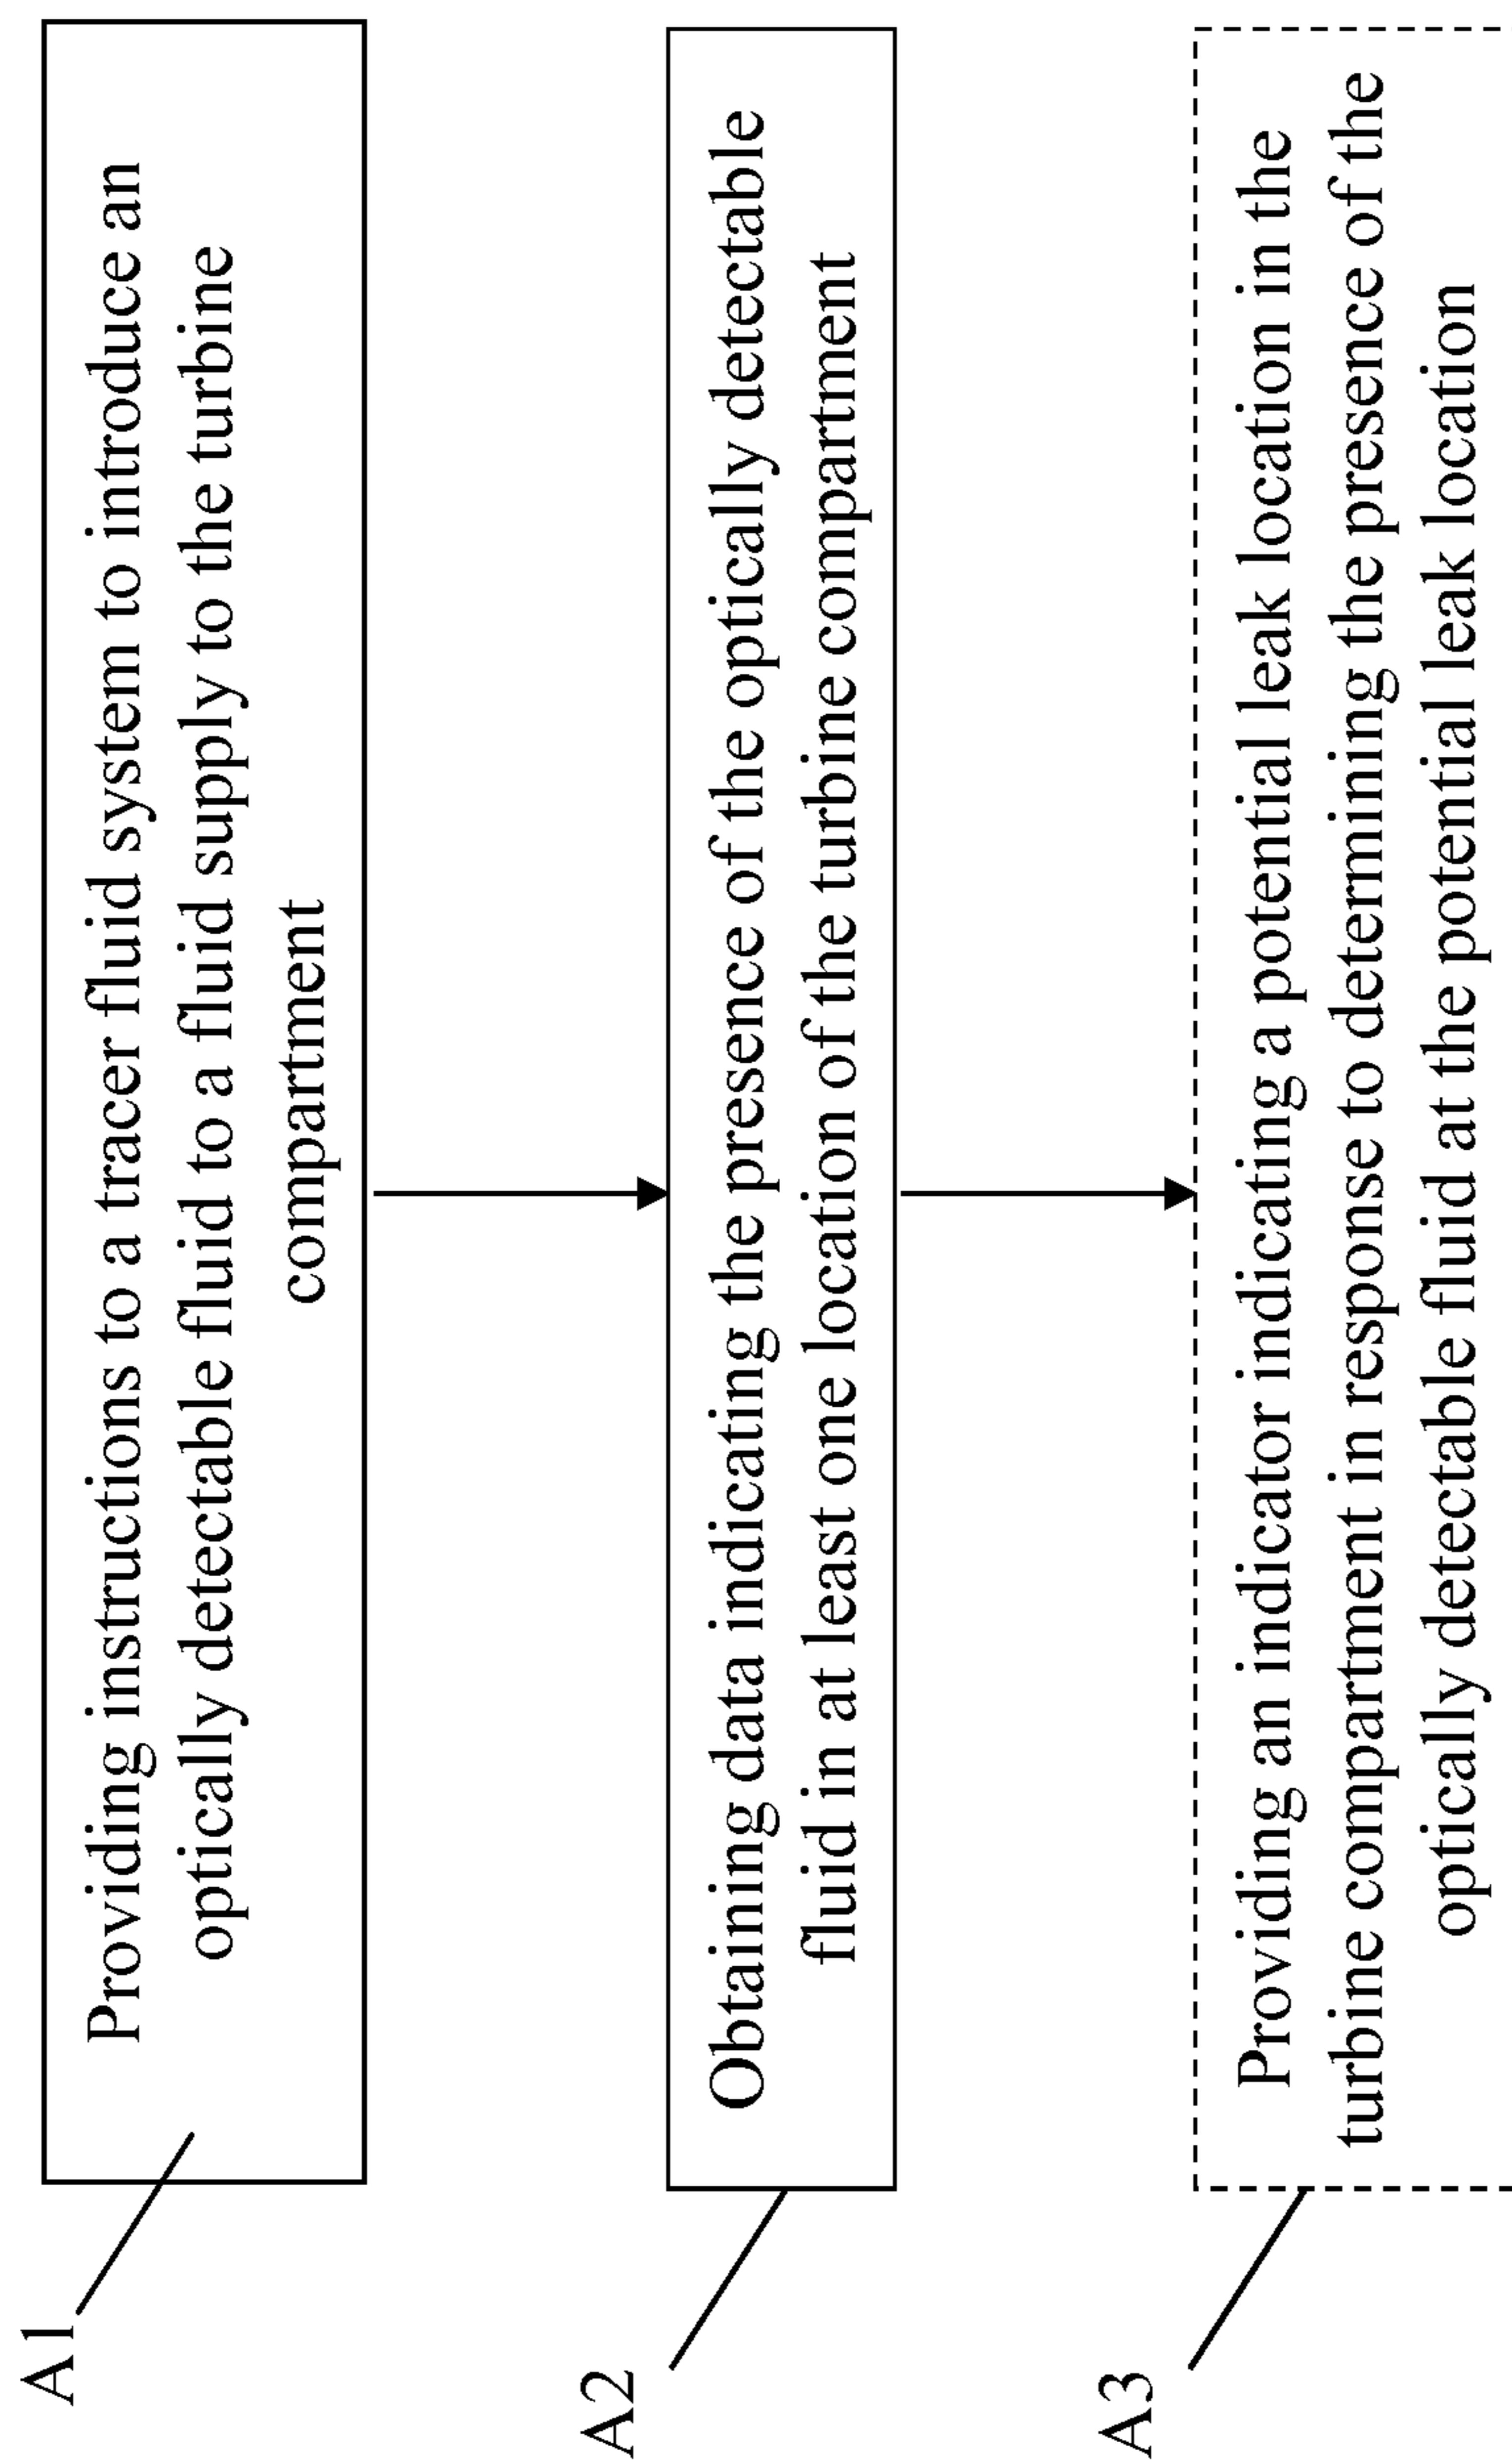 A1
Providing instructions to a tracer fluid system to introduce an
optically detectable fluid to a fluid supply to the turbine
compartment
A2
Obtaining data indicating the presence of the optically detectable
fluid in at least one location of the turbine compartment
A3
Providing an indicator indicating a potential leak location in the
turbine compartment in response to determining the presence of the
optically detectable fluid at the potential leak location